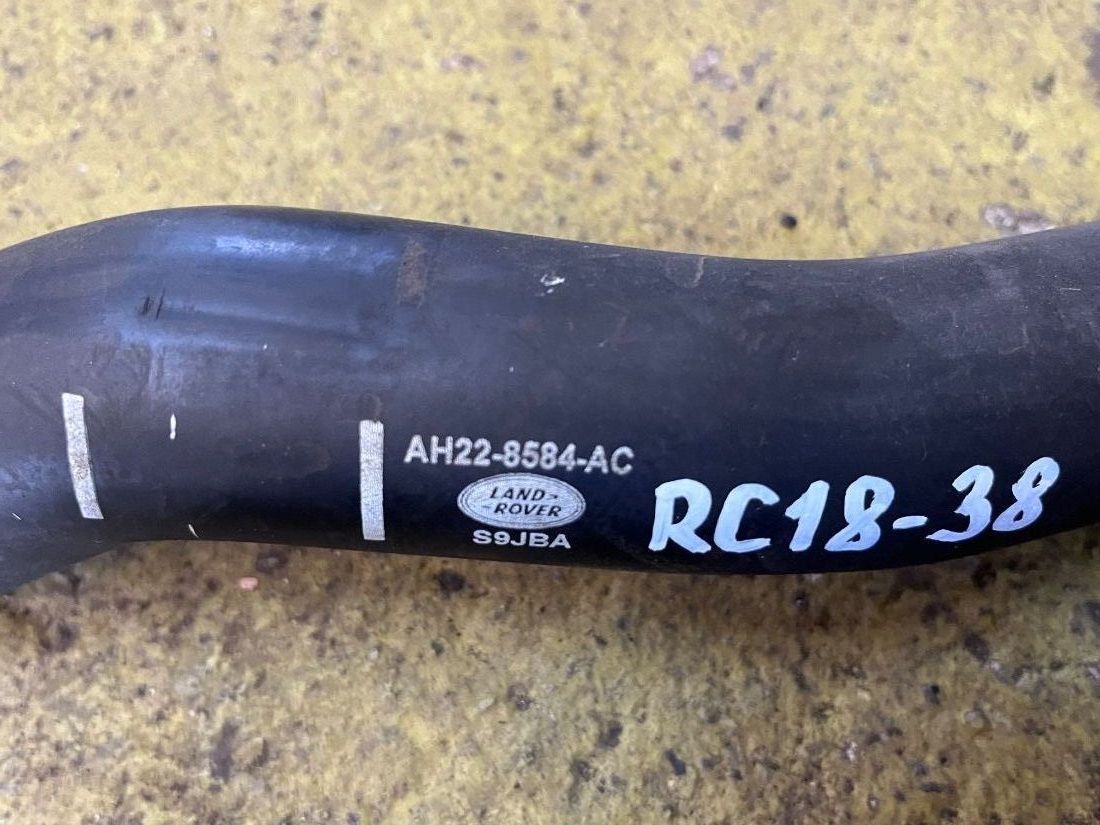 AH22-8584-AC
LAND-
-ROVER
S9JBA
RC18-38